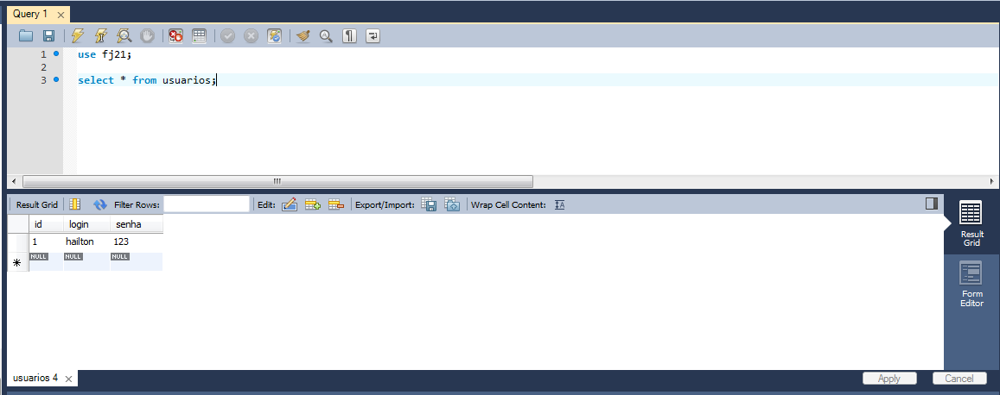 Query 1
1 use fj21;
2
3 select * from usuarios;
Result Grid Filter Rows: Edit: Export/Import: Wrap Cell Content:
id login senha
1 hailton 123
NULL NULL NULL
Result
Grid
Form
Editor
usuarios 4 Apply Cancel